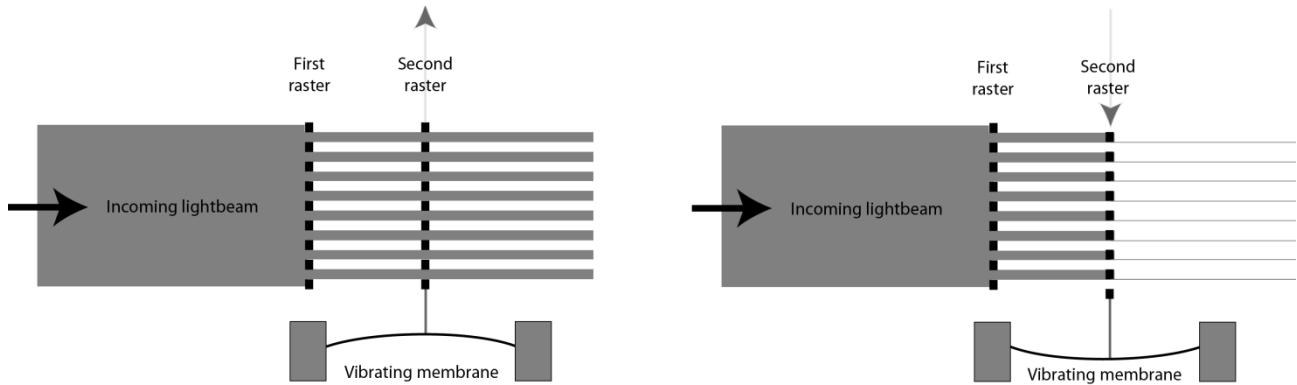 First
raster
Second
raster
Incoming lightbeam
Vibrating membrane
First
raster
Second
raster
Incoming lightbeam
Vibrating membrane